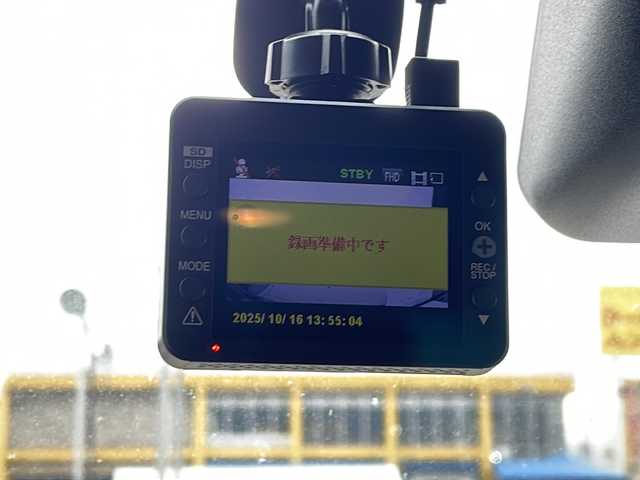 SD
DISP
MENU
MODE
STBY FHD
録画準備中です
2025/10/16 13:55:04
OK
REC/
STOP